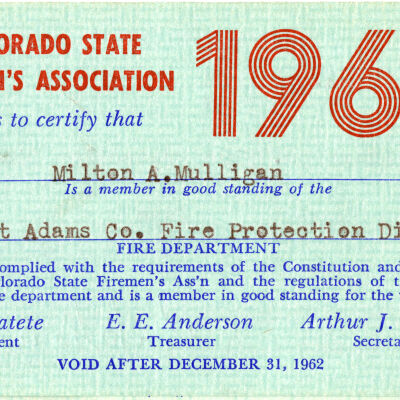 ORADO STATE
EN'S ASSOCIATION
196
s to certify that
Milton A.Mulligan
Is a member in good standing of the
t Adams Co. Fire Protection Di
FIRE DEPARTMENT
omplied with the requirements of the Constitution and
lorado State Firemen's Ass'n and the regulations of t
e department and is a member in good standing for the
atete E. E. Anderson Arthur J.
ent Treasurer Secreta
VOID AFTER DECEMBER 31, 1962